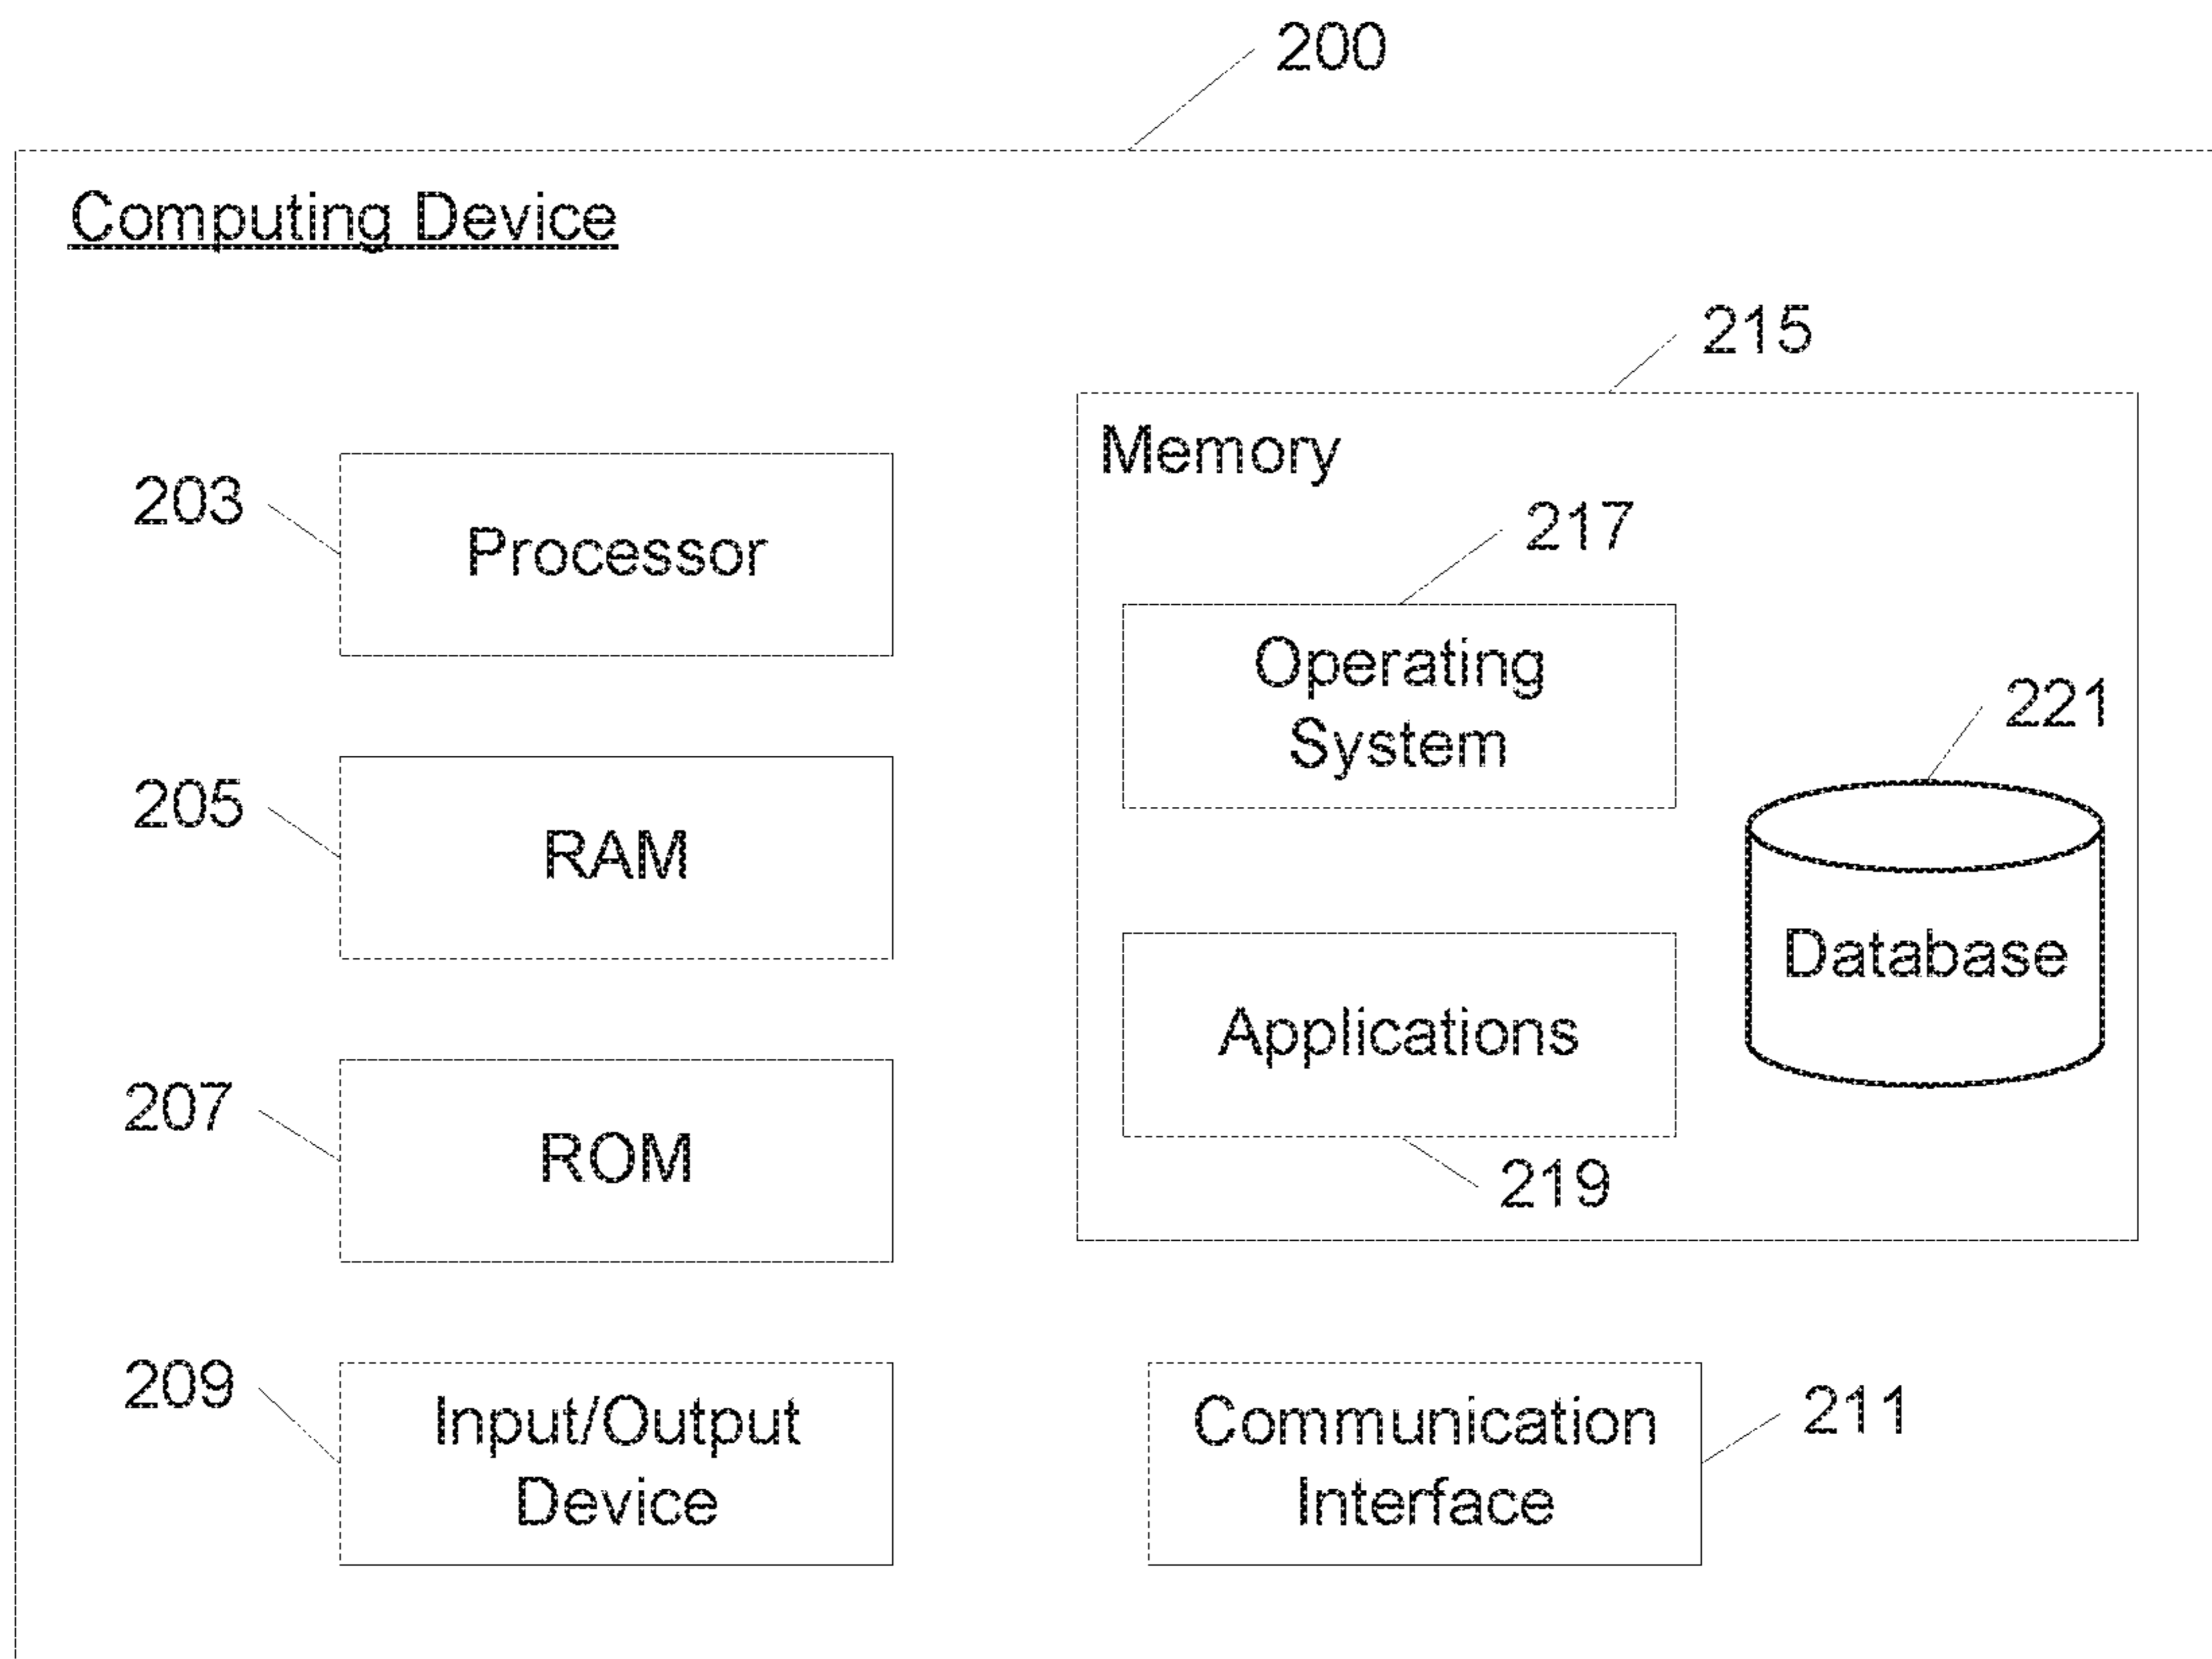 200
Computing Device
215
Memory
203
Processor
217
Operating
System
221
205
RAM
Database
Applications
207
ROM
219
209
Input/Output
Device
Communication
Interface
211